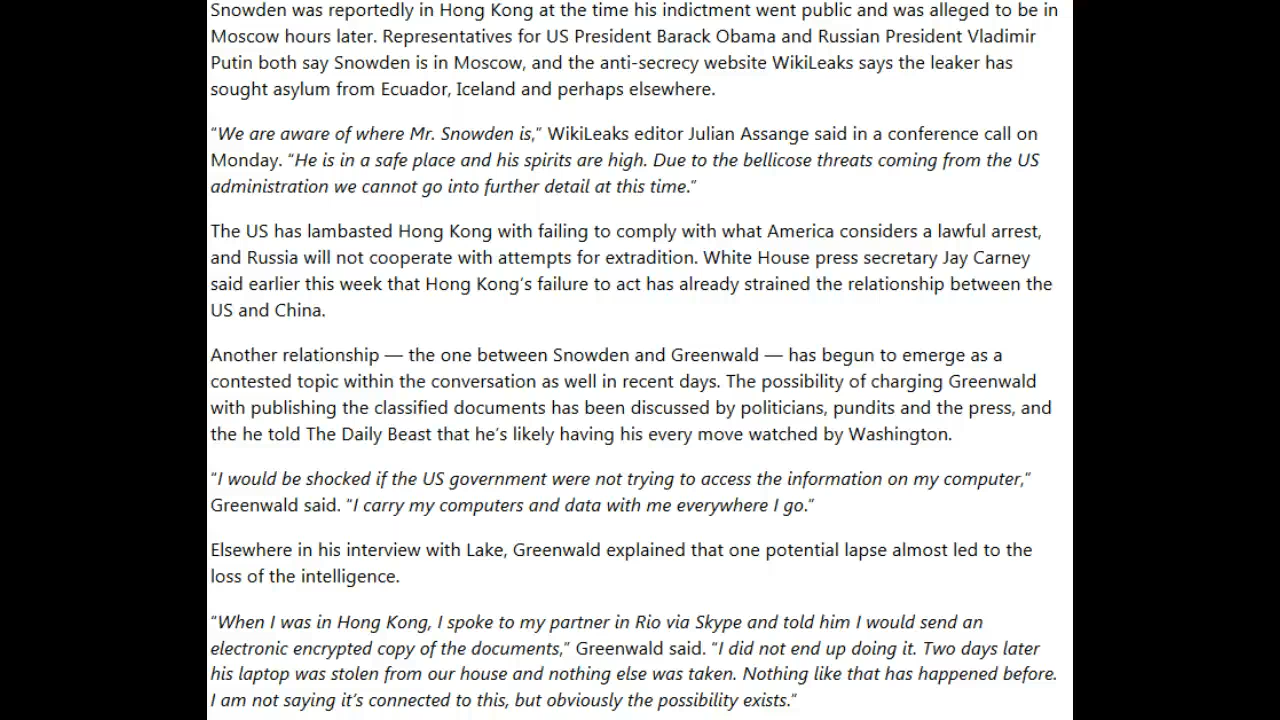 Snowden was reportedly in Hong Kong at the time his indictment went public and was alleged to be in
Moscow hours later. Representatives for US President Barack Obama and Russian President Vladimir
Putin both say Snowden is in Moscow, and the anti-secrecy website WikiLeaks says the leaker has
sought asylum from Ecuador, Iceland and perhaps elsewhere.
“We are aware of where Mr. Snowden is,” WikiLeaks editor Julian Assange said in a conference call on
Monday. “He is in a safe place and his spirits are high. Due to the bellicose threats coming from the US
administration we cannot go into further detail at this time.”
The US has lambasted Hong Kong with failing to comply with what America considers a lawful arrest,
and Russia will not cooperate with attempts for extradition. White House press secretary Jay Carney
said earlier this week that Hong Kong’s failure to act has already strained the relationship between the
US and China.
Another relationship — the one between Snowden and Greenwald — has begun to emerge as a
contested topic within the conversation as well in recent days. The possibility of charging Greenwald
with publishing the classified documents has been discussed by politicians, pundits and the press, and
the he told The Daily Beast that he’s likely having his every move watched by Washington.
“I would be shocked if the US government were not trying to access the information on my computer,”
Greenwald said. “I carry my computers and data with me everywhere I go.”
Elsewhere in his interview with Lake, Greenwald explained that one potential lapse almost led to the
loss of the intelligence.
“When I was in Hong Kong, I spoke to my partner in Rio via Skype and told him I would send an
electronic encrypted copy of the documents,” Greenwald said. “I did not end up doing it. Two days later
his laptop was stolen from our house and nothing else was taken. Nothing like that has happened before.
I am not saying it’s connected to this, but obviously the possibility exists.”